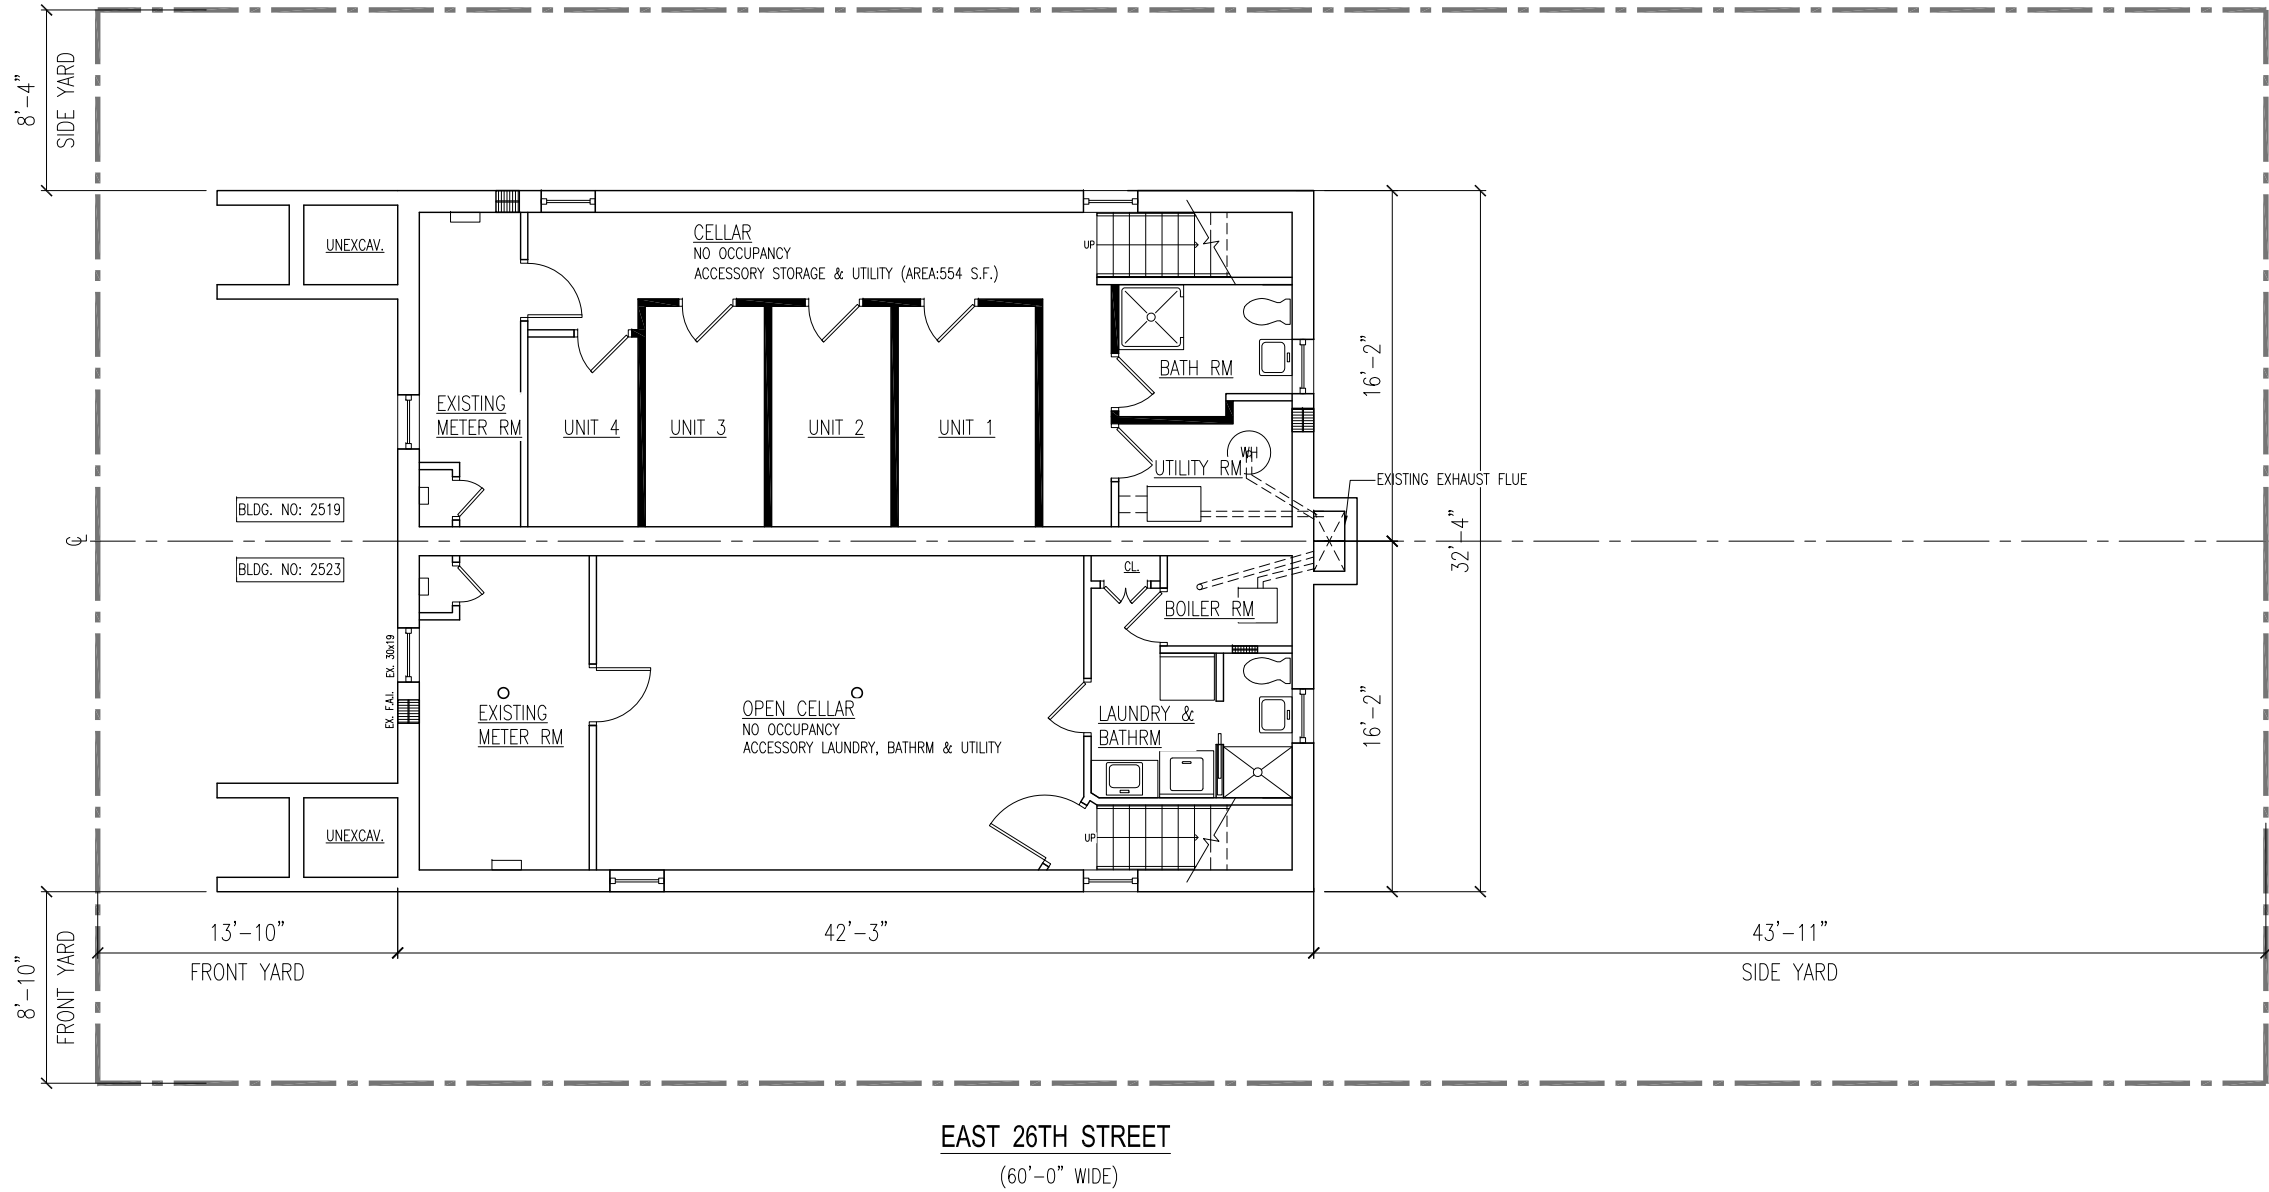 8'-4"
SIDE YARD
UNEXCAV.
CELLAR
NO OCCUPANCY
ACCESSORY STORAGE & UTILITY (AREA:554 S.F.)
UP
BATH RM
16'-2"
EXISTING
METER RM
UNIT 4
UNIT 3
UNIT 2
UNIT 1
WH
UTILITY RM
EXISTING EXHAUST FLUE
BLDG. NO: 2519
CL
32'-4"
BLDG. NO: 2523
CL.
BOILER RM
EX. F.A.I. EX. 30x19
EXISTING
METER RM
OPEN CELLAR
NO OCCUPANCY
ACCESSORY LAUNDRY, BATHRM & UTILITY
LAUNDRY &
BATHRM
16'-2"
UNEXCAV.
UP
13'-10"
FRONT YARD
42'-3"
43'-11"
SIDE YARD
8'-10"
FRONT YARD
EAST 26TH STREET
(60'-0" WIDE)